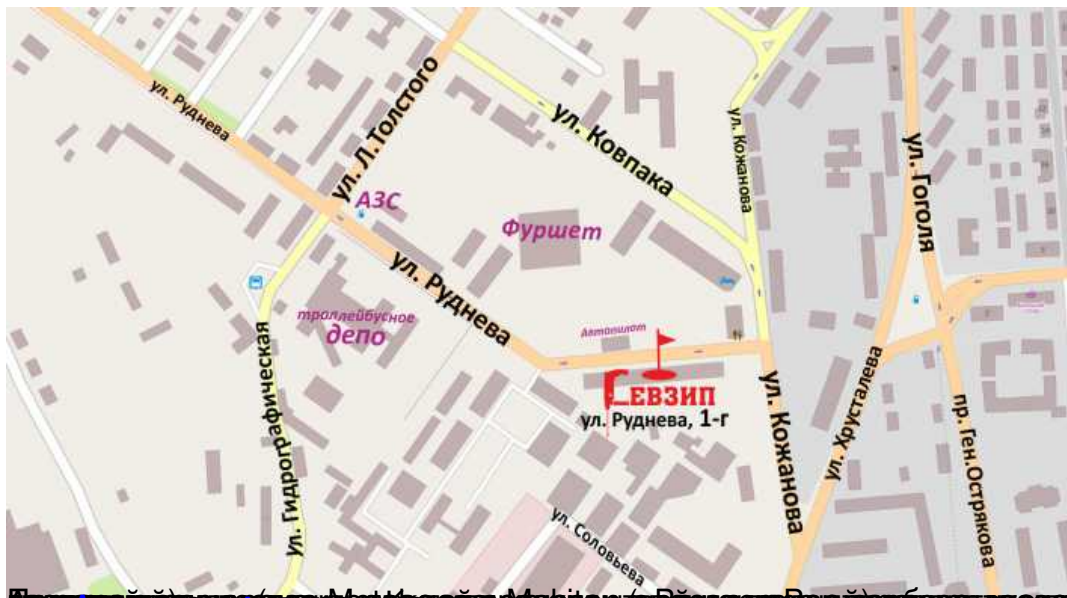 ул. Руднева
ул. Л.Толстого
АЗС
ул. Ковпака
ул. Кожанова
ул. Гоголя
Фуршет
ул. Руднева
троллейбусное
депо
Автопилот
СЕВЗИП
ул. Руднева, 1-г
ул. Гидрографическая
ул. Кожанова
ул. Хрусталева
пр. Ген.Острякова
ул. Соловьева